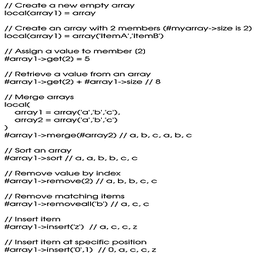 // Create a new empty array
local(array1) = array
// Create an array with 2 members (#myarray->size is 2)
local(array1) = array('ItemA','ItemB')
// Assign a value to member [2]
#array1->get(2) = 5
// Retrieve a value from an array
#array1->get(2) + #array1->size // 8
// Merge arrays
local(
array1 = array('a','b','c'),
array2 = array('a','b','c')
)
#array1->merge(#array2) // a, b, c, a, b, c
// Sort an array
#array1->sort // a, a, b, b, c, c
// Remove value by index
#array1->remove(2) // a, b, b, c, c
// Remove matching items
#array1->removeall('b') // a, c, c
// Insert item
#array1->insert('z')  // a, c, c, z
// Insert item at specific position
#array1->insert('0',1)  // 0, a, c, c, z